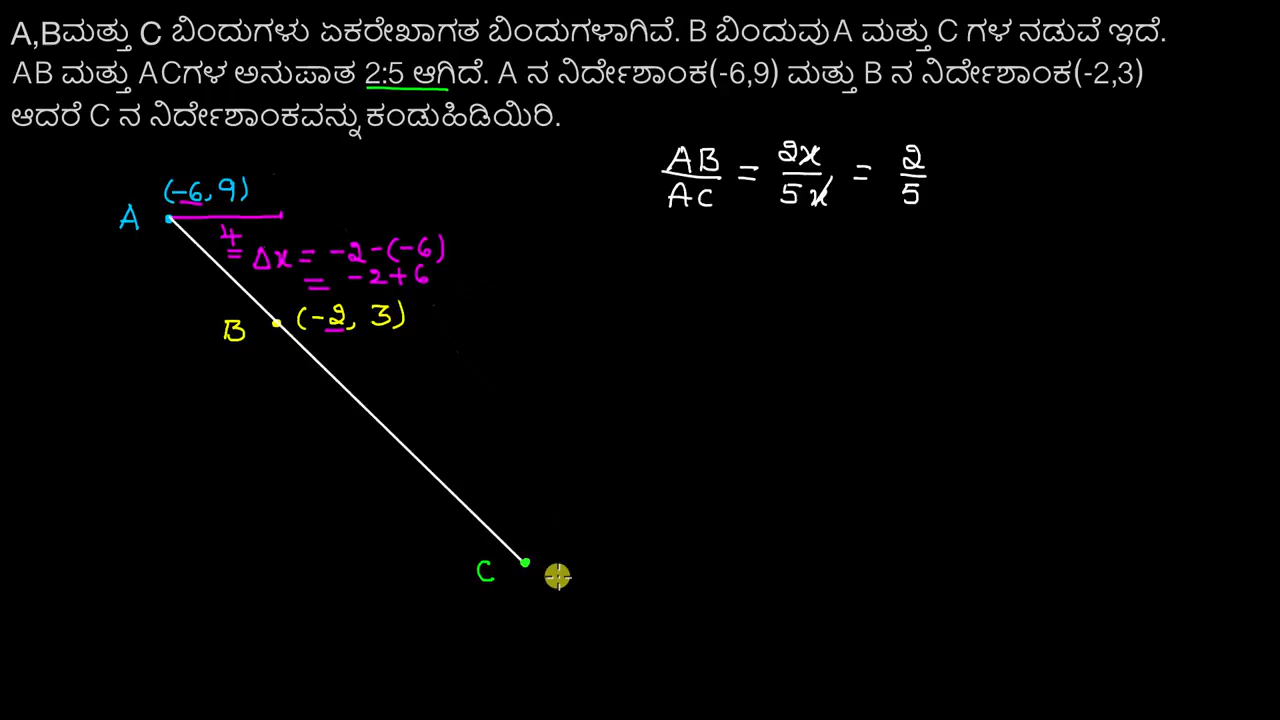 A,Bಮತ್ತು C ಬಿಂದುಗಳು ಏಕರೇಖಾಗತ ಬಿಂದುಗಳಾಗಿವೆ. B ಬಿಂದುವು A ಮತ್ತು C ಗಳ ನಡುವೆ ಇದೆ.
AB ಮತ್ತು ACಗಳ ಅನುಪಾತ 2:5 ಆಗಿದೆ. A ನ ನಿರ್ದೇಶಾಂಕ(-6,9) ಮತ್ತು B ನ ನಿರ್ದೇಶಾಂಕ(-2,3)
ಆದರೆ C ನ ನಿರ್ದೇಶಾಂಕವನ್ನು ಕಂಡುಹಿಡಿಯಿರಿ.
AB/AC = 2x/5x = 2/5
(-6,9)
A
4 = Δx = -2-(-6)
= -2+6
B (-2, 3)
C